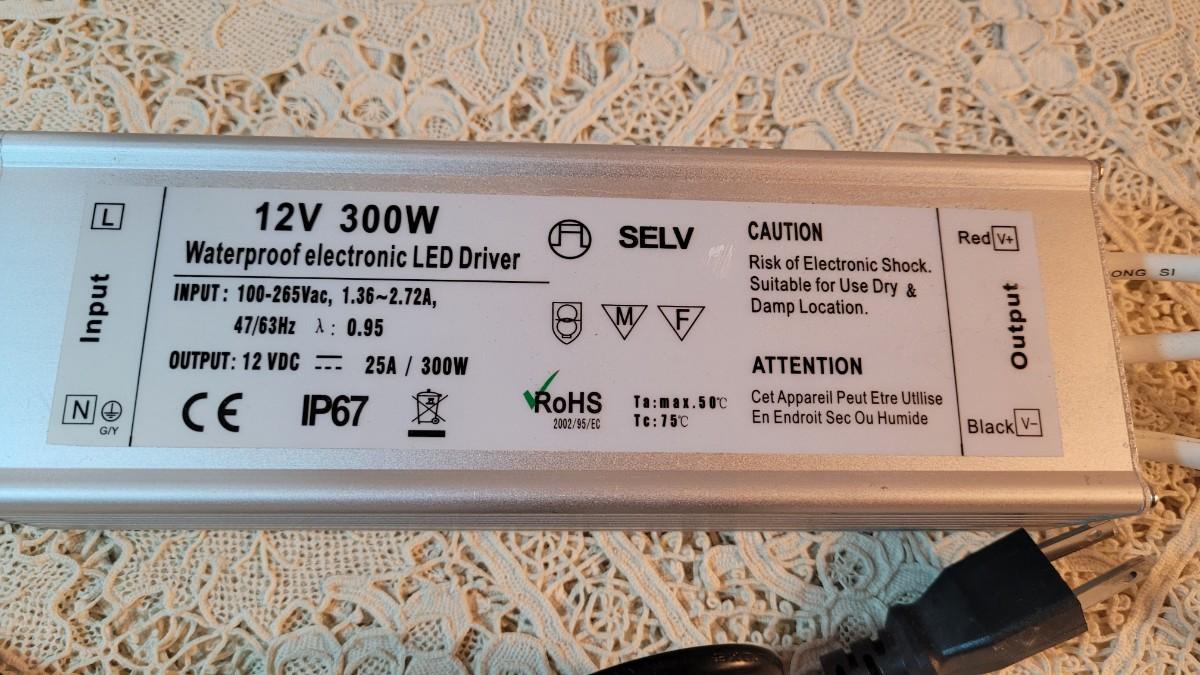 L
Input
N
G/Y
12V 300W
Waterproof electronic LED Driver
INPUT: 100-265Vac, 1.36~2.72A,
47/63Hz λ: 0.95
OUTPUT: 12 VDC ⎓ 25A / 300W
CE IP67
SELV
M F
RoHS
2002/95/EC
Ta:max.50℃
Tc:75℃
CAUTION
Risk of Electronic Shock.
Suitable for Use Dry &
Damp Location.
ATTENTION
Cet Appareil Peut Etre Utllise
En Endroit Sec Ou Humide
Red V+
Output
Black V-
ONG SI